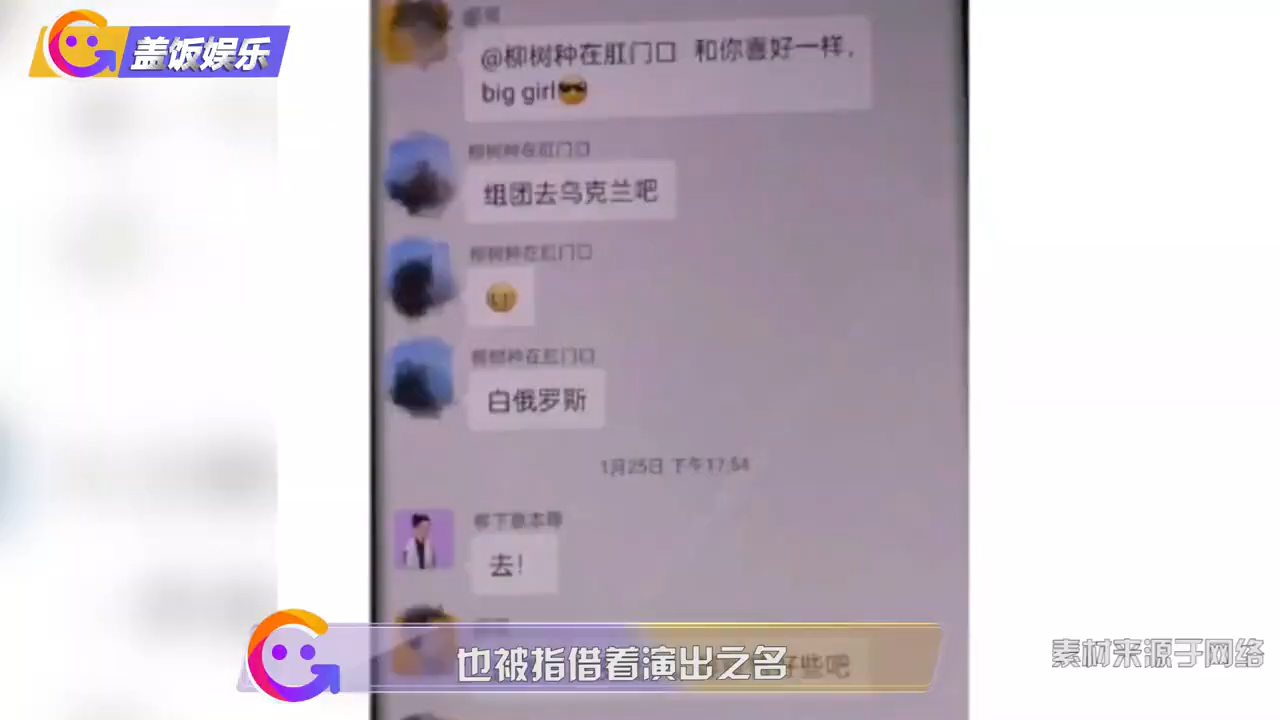 盖饭娱乐
@柳树种在肛门口 和你喜好一样，
big girl😎
柳树种在肛门口
组团去乌克兰吧
柳树种在肛门口
柳树种在肛门口
白俄罗斯
1月25日 下午17:54
去！
好些吧
也被指借着演出之名
素材来源于网络